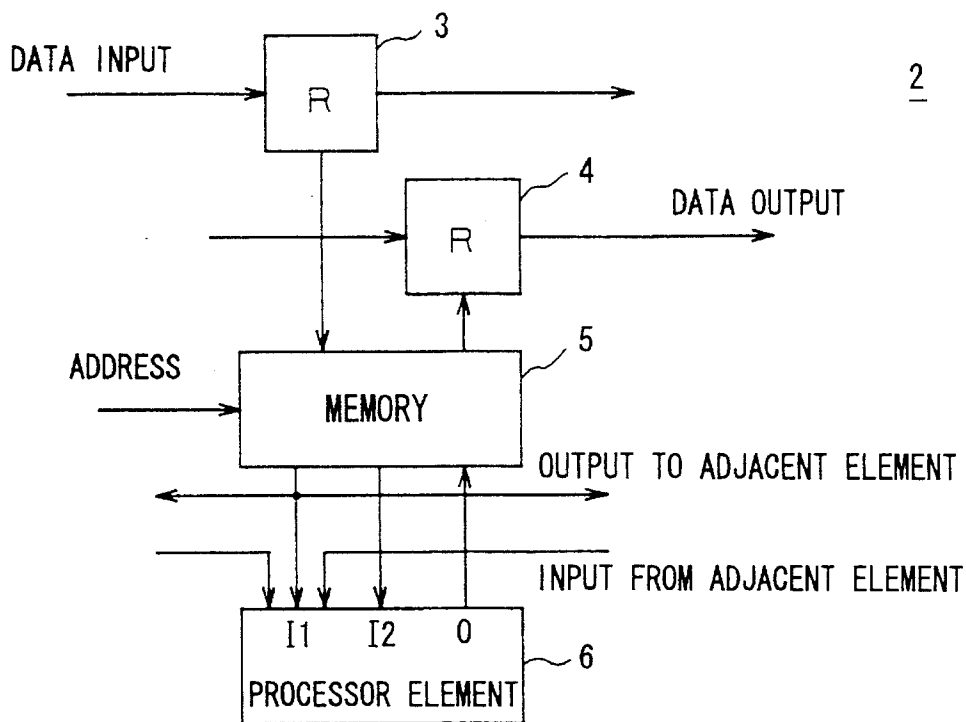 3
DATA INPUT
R
2
4
DATA OUTPUT
R
5
ADDRESS
MEMORY
OUTPUT TO ADJACENT ELEMENT
INPUT FROM ADJACENT ELEMENT
I1 I2 O
6
PROCESSOR ELEMENT